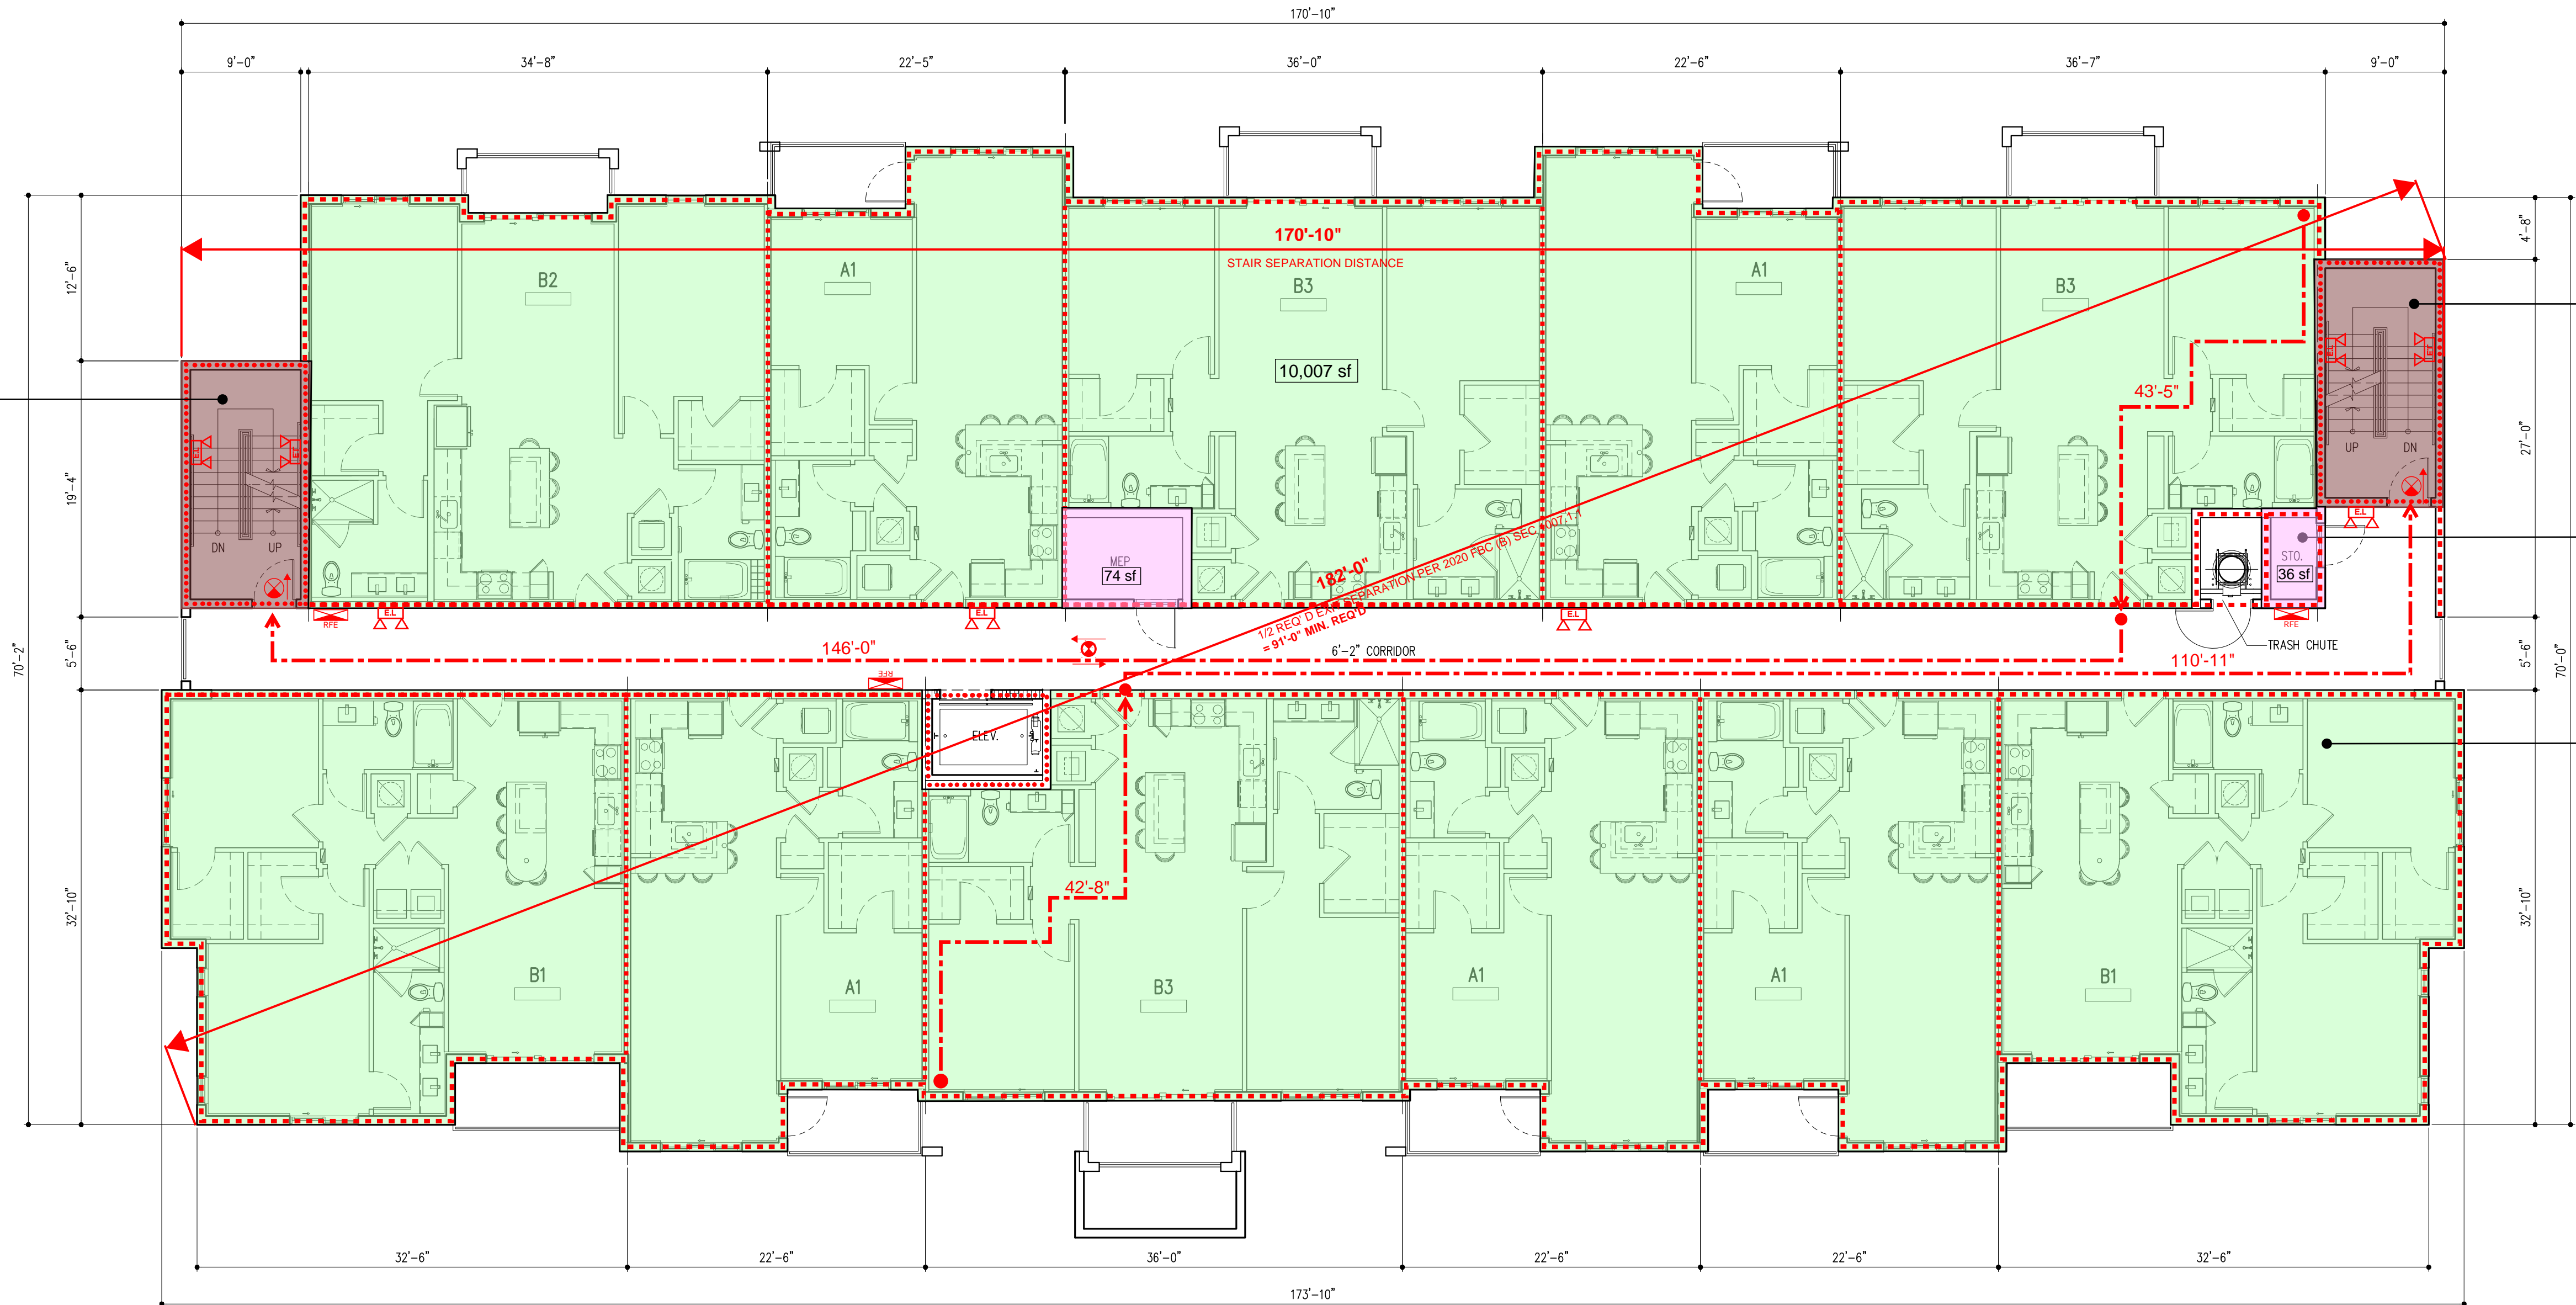 170'-10"
9'-0"
34'-8"
22'-5"
36'-0"
22'-6"
36'-7"
9'-0"
170'-10"
STAIR SEPARATION DISTANCE
B2
A1
B3
A1
B3
10,007 sf
12'-6"
4'-8"
43'-5"
E.L
E.L
E.L
E.L
UP
DN
27'-0"
19'-4"
DN
UP
MEP
74 sf
182'-0"
1/2 REQ' D EXIT SEPARATION PER 2020 FBC (B) SEC 1007.1.1
= 91'-0" MIN. REQ'D
STO.
36 sf
E.L
RFE
E.L
E.L
E.L
RFE
70'-2"
5'-6"
146'-0"
6'-2" CORRIDOR
TRASH CHUTE
110'-11"
5'-6"
70'-0"
RFE
ELEV.
42'-8"
32'-10"
32'-10"
B1
A1
B3
A1
A1
B1
32'-6"
22'-6"
36'-0"
22'-6"
22'-6"
32'-6"
173'-10"